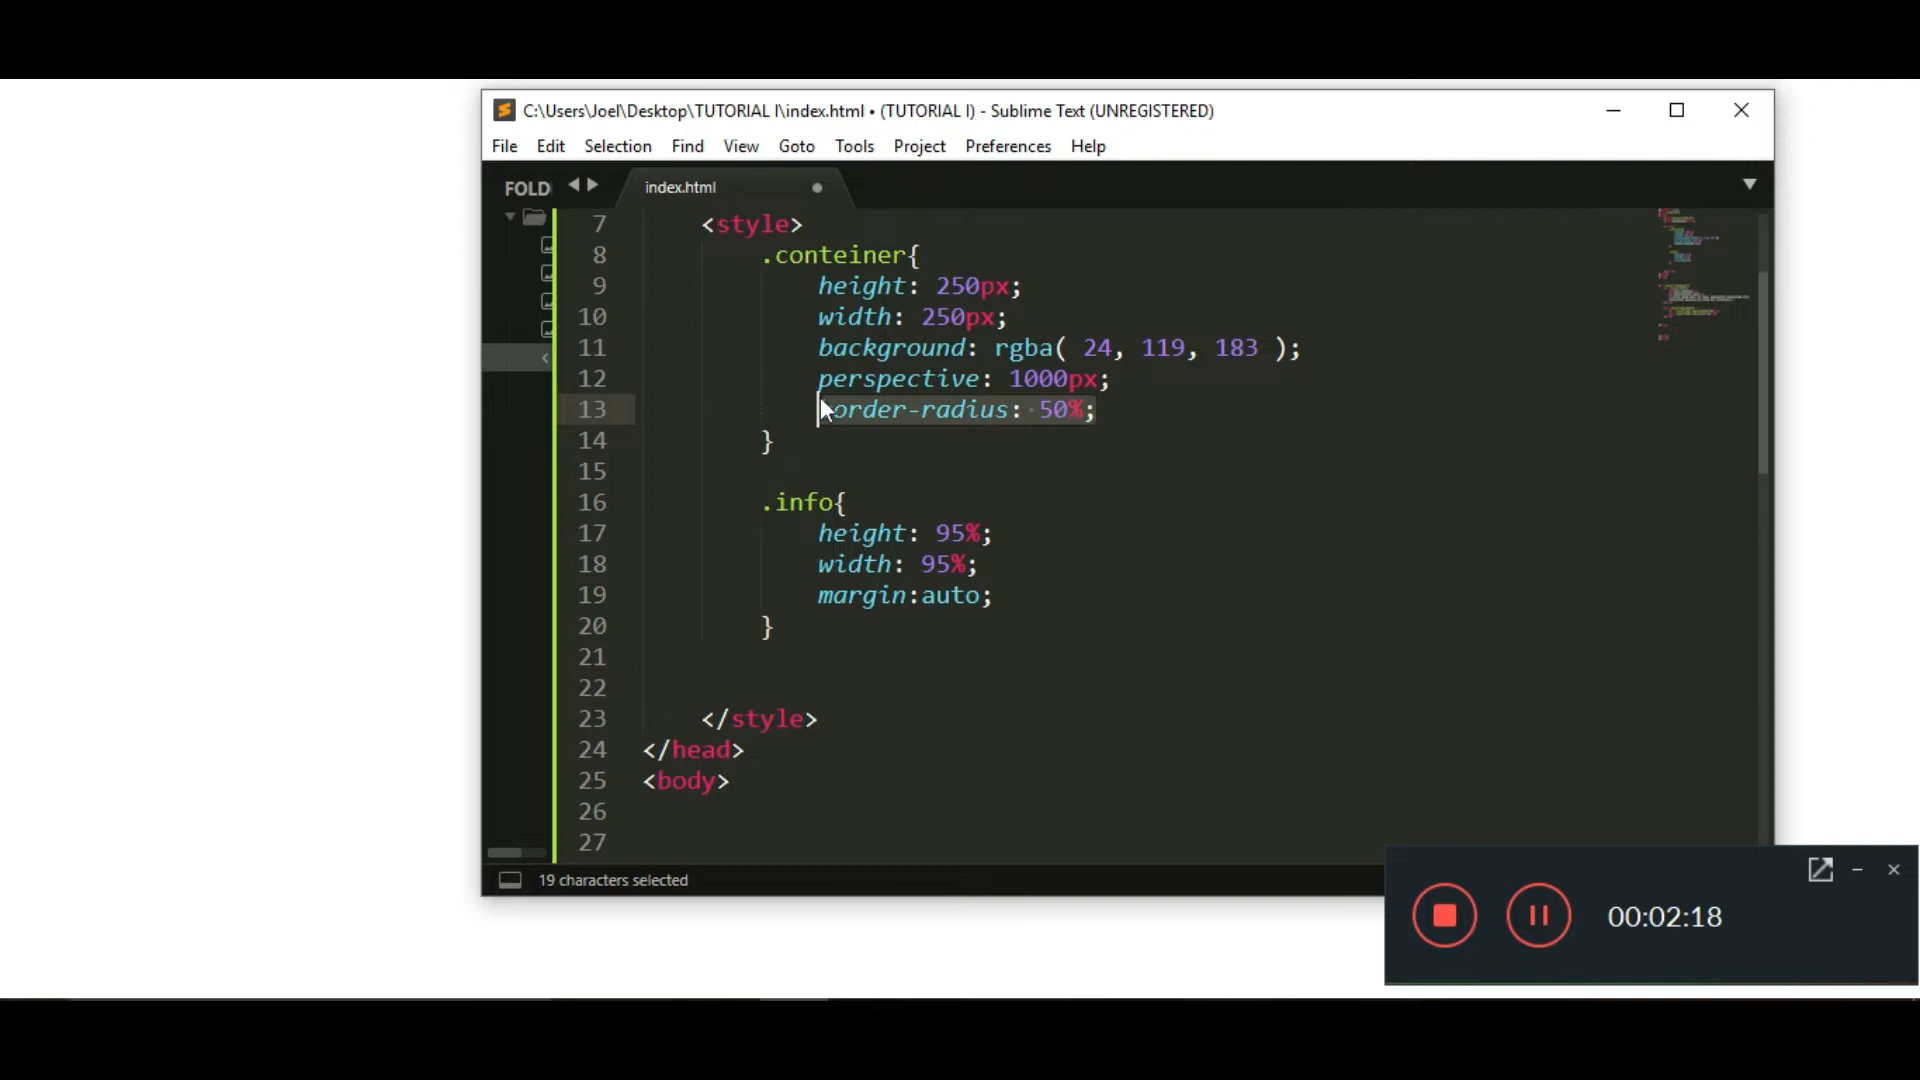 C:\Users\Joel\Desktop\TUTORIAL I\index.html • (TUTORIAL I) - Sublime Text (UNREGISTERED)
File Edit Selection Find View Goto Tools Project Preferences Help
FOLD
index.html
7 <style>
8 .conteiner{
9 height: 250px;
10 width: 250px;
11 background: rgba( 24, 119, 183 );
12 perspective: 1000px;
13 border-radius: 50%;
14 }
15
16 .info{
17 height: 95%;
18 width: 95%;
19 margin:auto;
20 }
21
22
23 </style>
24 </head>
25 <body>
26
27
19 characters selected
00:02:18